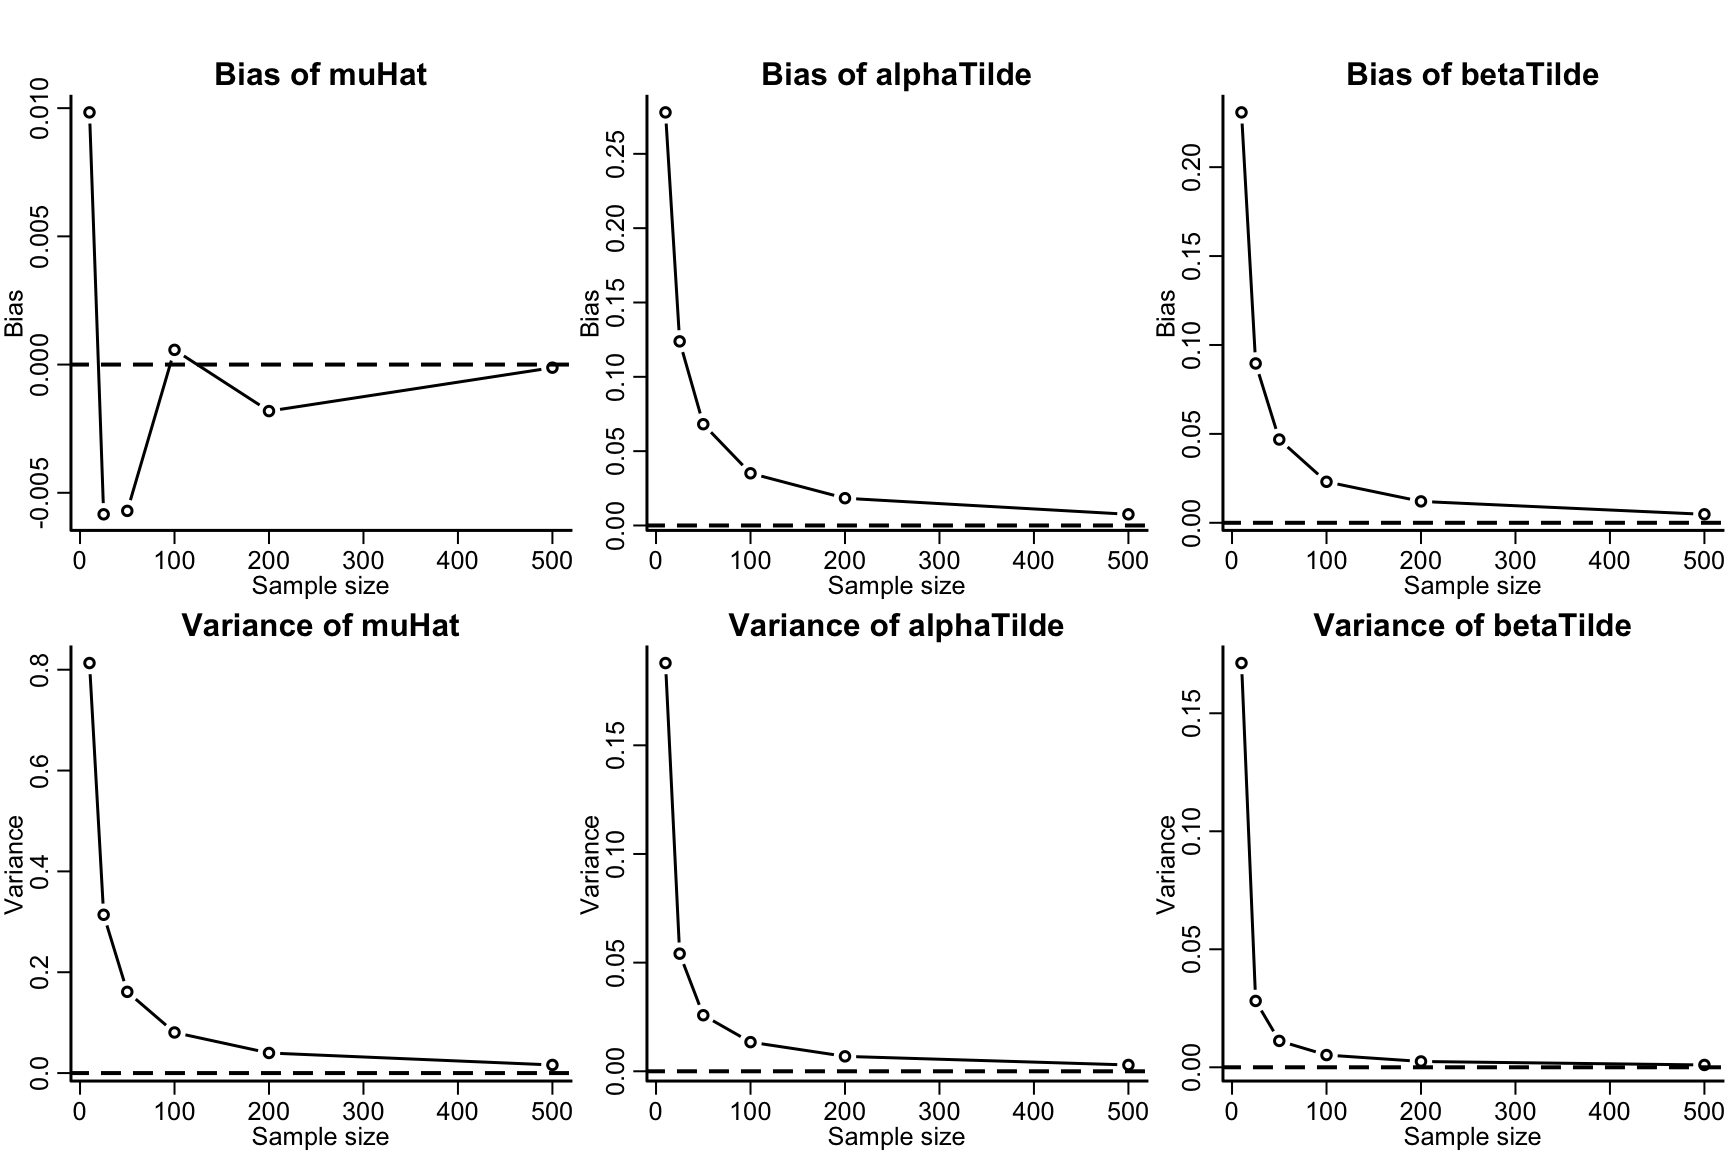 Bias of muHat
Bias
0.010
0.005
0.000
-0.005
0 100 200 300 400 500
Sample size
Bias of alphaTilde
Bias
0.25
0.20
0.15
0.10
0.05
0.00
0 100 200 300 400 500
Sample size
Bias of betaTilde
Bias
0.20
0.15
0.10
0.05
0.00
0 100 200 300 400 500
Sample size
Variance of muHat
Variance
0.8
0.6
0.4
0.2
0.0
0 100 200 300 400 500
Sample size
Variance of alphaTilde
Variance
0.15
0.10
0.05
0.00
0 100 200 300 400 500
Sample size
Variance of betaTilde
Variance
0.15
0.10
0.05
0.00
0 100 200 300 400 500
Sample size